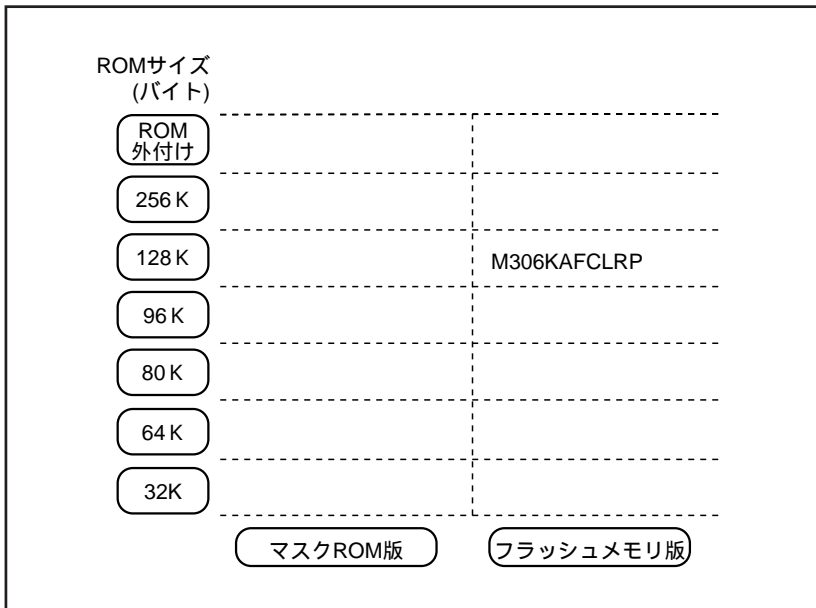 ROMサイズ
(バイト)
ROM
外付け
256 K
128 K
M306KAFCLRP
96 K
80 K
64 K
32K
マスクROM版
フラッシュメモリ版